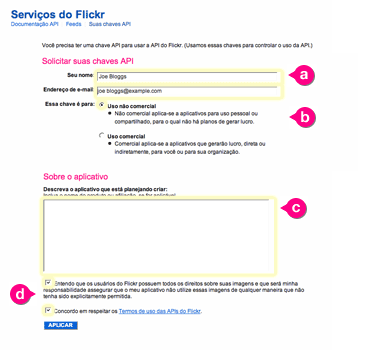 Serviços do Flickr
Documentação API Feeds Suas chaves API
Você precisa ter uma chave API para usar a API do Flickr. (Usamos essas chaves para controlar o uso da API.)
Solicitar suas chaves API
Seu nome: Joe Bloggs
a
Endereço de e-mail: joe.bloggs@example.com
Essa chave é para: Uso não comercial
Não comercial aplica-se a aplicativos para uso pessoal ou
b
compartilhado, para o qual não há planos de gerar lucro.
Uso comercial
Comercial aplica-se a aplicativos que gerarão lucro, direta ou
indiretamente, para você ou para sua organização.
Sobre o aplicativo
Descreva o aplicativo que está planejando criar:
c
Entendo que os usuários do Flickr possuem todos os direitos sobre suas imagens e que será minha
d
responsabilidade assegurar que o meu aplicativo não utilize essas imagens de qualquer maneira que não
tenha sido explicitamente permitida.
Concordo em respeitar os Termos de uso das APIs do Flickr.
APLICAR